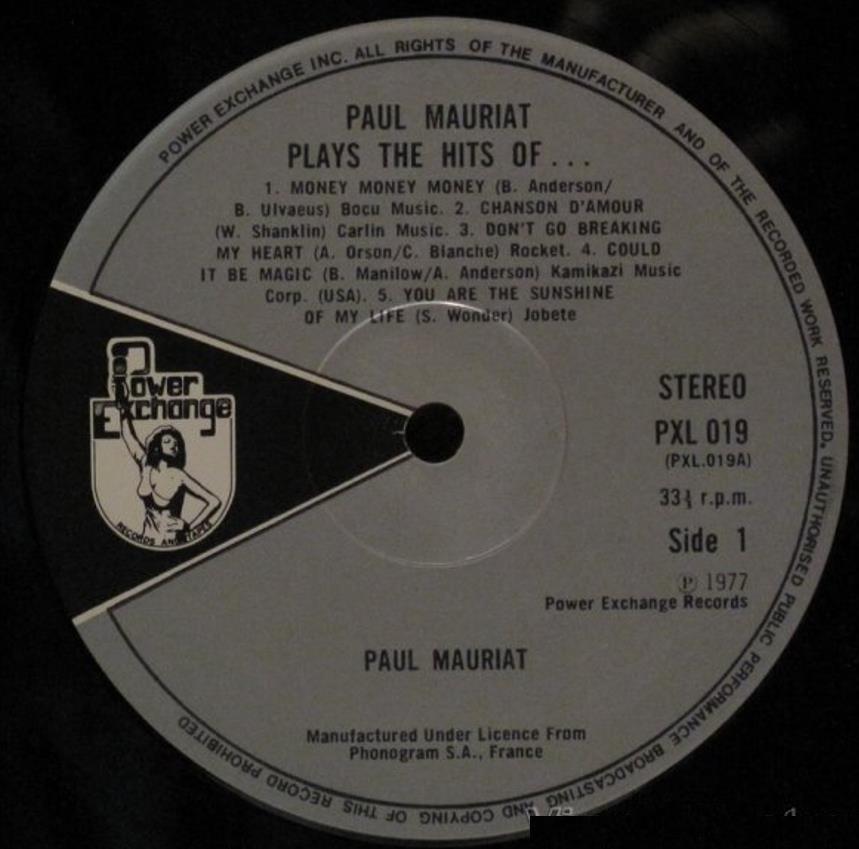 POWER EXCHANGE INC. ALL RIGHTS OF THE MANUFACTURER AND OF THE RECORDED WORK RESERVED. UNAUTHORISED PUBLIC PERFORMANCE BROADCASTING AND COPYING OF THIS RECORD PROHIBITED
PAUL MAURIAT
PLAYS THE HITS OF...
1. MONEY MONEY MONEY (B. Anderson/
B. Ulvaeus) Bocu Music. 2. CHANSON D'AMOUR
(W. Shanklin) Carlin Music. 3. DON'T GO BREAKING
MY HEART (A. Orson/C. Blanche) Rocket. 4. COULD
IT BE MAGIC (B. Manilow/A. Anderson) Kamikazi Music
Corp. (USA). 5. YOU ARE THE SUNSHINE
OF MY LIFE (S. Wonder) Jobete
Power
Exchange
RECORDS AND TAPES
STEREO
PXL 019
(PXL.019A)
33⅓ r.p.m.
Side 1
℗ 1977
Power Exchange Records
PAUL MAURIAT
Manufactured Under Licence From
Phonogram S.A., France